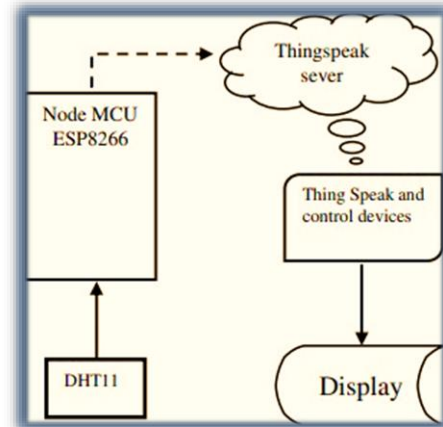 Thingspeak
sever
Node MCU
ESP8266
Thing Speak and
control devices
DHT11
Display